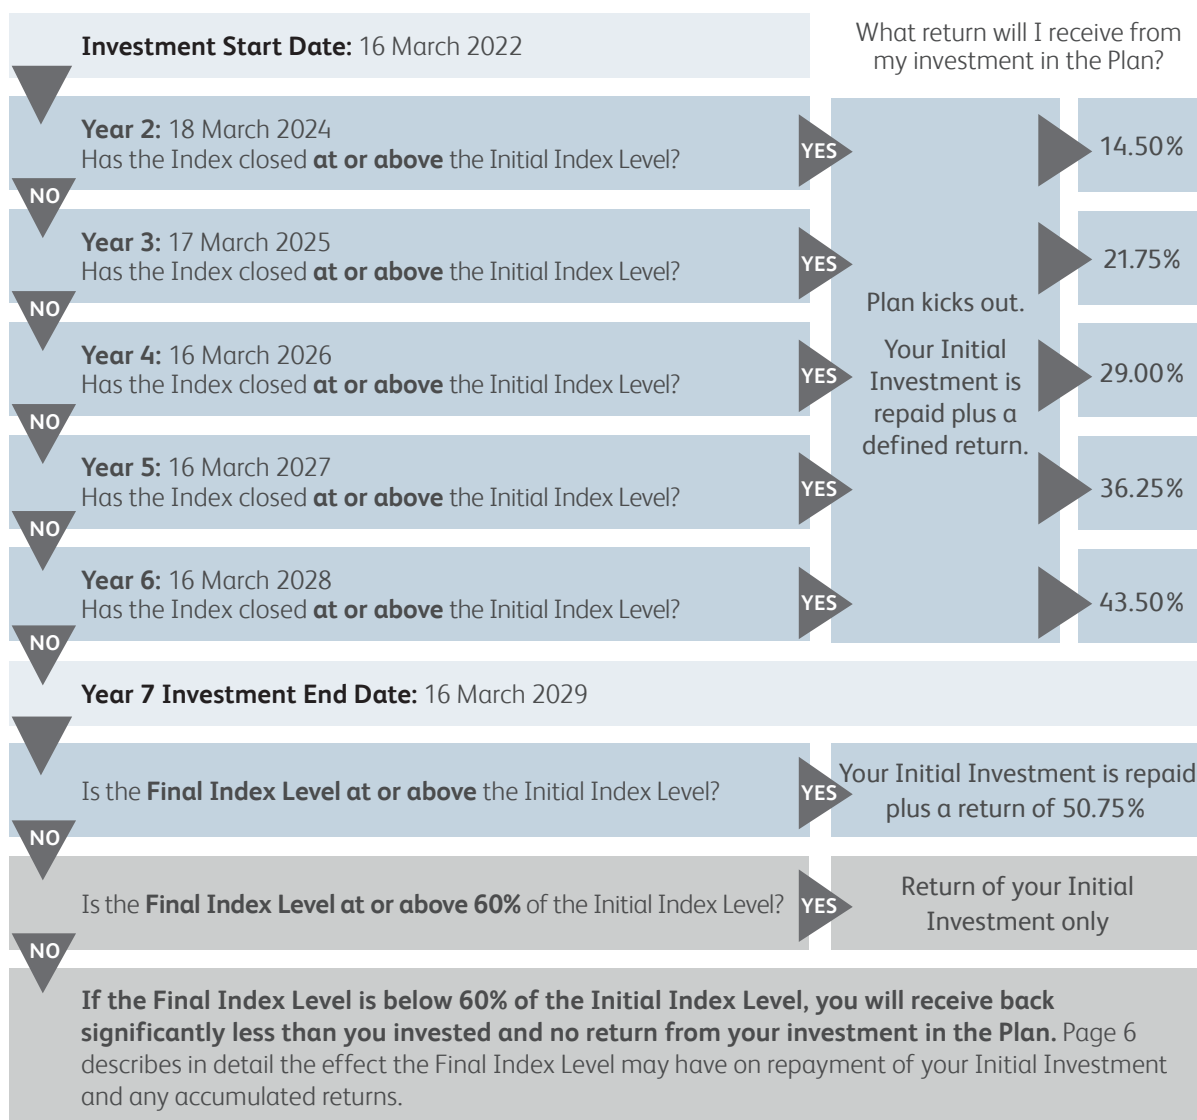 Investment Start Date: 16 March 2022
What return will I receive from
my investment in the Plan?
Year 2: 18 March 2024
Has the Index closed at or above the Initial Index Level?
YES
14.50%
NO
Year 3: 17 March 2025
Has the Index closed at or above the Initial Index Level?
YES
21.75%
NO
Year 4: 16 March 2026
Has the Index closed at or above the Initial Index Level?
YES
29.00%
NO
Year 5: 16 March 2027
Has the Index closed at or above the Initial Index Level?
YES
36.25%
NO
Year 6: 16 March 2028
Has the Index closed at or above the Initial Index Level?
YES
43.50%
NO
Plan kicks out.
Your Initial
Investment is
repaid plus a
defined return.
Year 7 Investment End Date: 16 March 2029
Is the Final Index Level at or above the Initial Index Level?
YES
Your Initial Investment is repaid
plus a return of 50.75%
NO
Is the Final Index Level at or above 60% of the Initial Index Level?
YES
Return of your Initial
Investment only
NO
If the Final Index Level is below 60% of the Initial Index Level, you will receive back
significantly less than you invested and no return from your investment in the Plan. Page 6
describes in detail the effect the Final Index Level may have on repayment of your Initial Investment
and any accumulated returns.